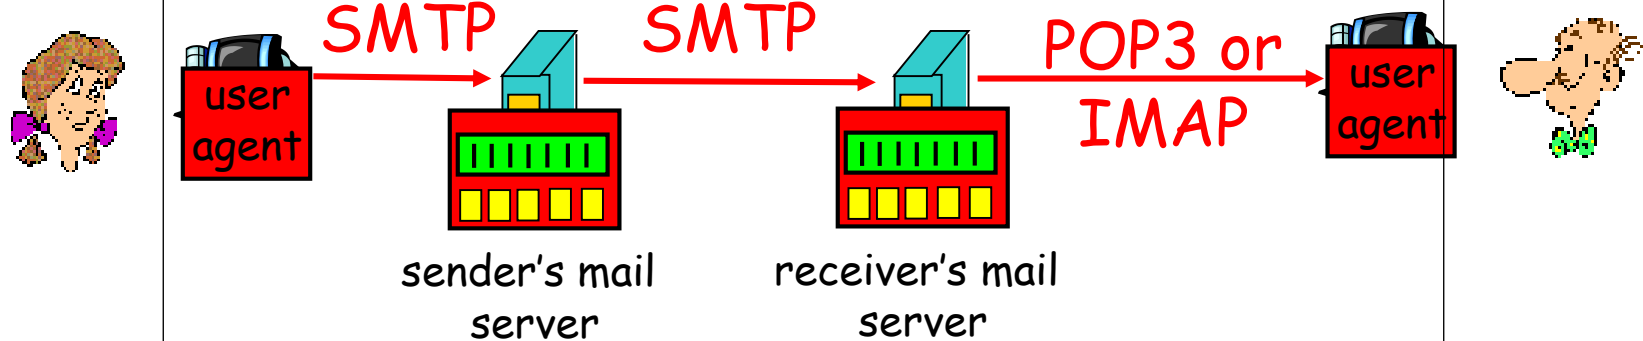 SMTP
SMTP
POP3 or
IMAP
user
agent
user
agent
sender's mail
server
receiver's mail
server